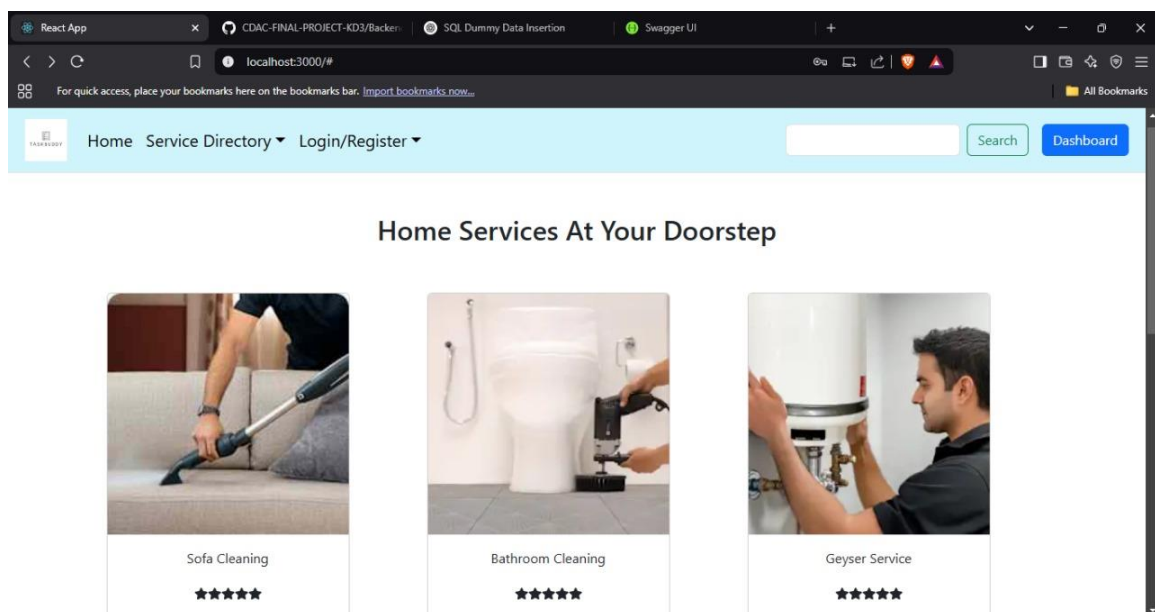 React App
CDAC-FINAL-PROJECT-KD3/Backen
SQL Dummy Data Insertion
Swagger UI
localhost:3000/#
For quick access, place your bookmarks here on the bookmarks bar. Import bookmarks now...
All Bookmarks
TASKBUDDY
Home Service Directory Login/Register
Search
Dashboard
Home Services At Your Doorstep
Sofa Cleaning
Bathroom Cleaning
Geyser Service